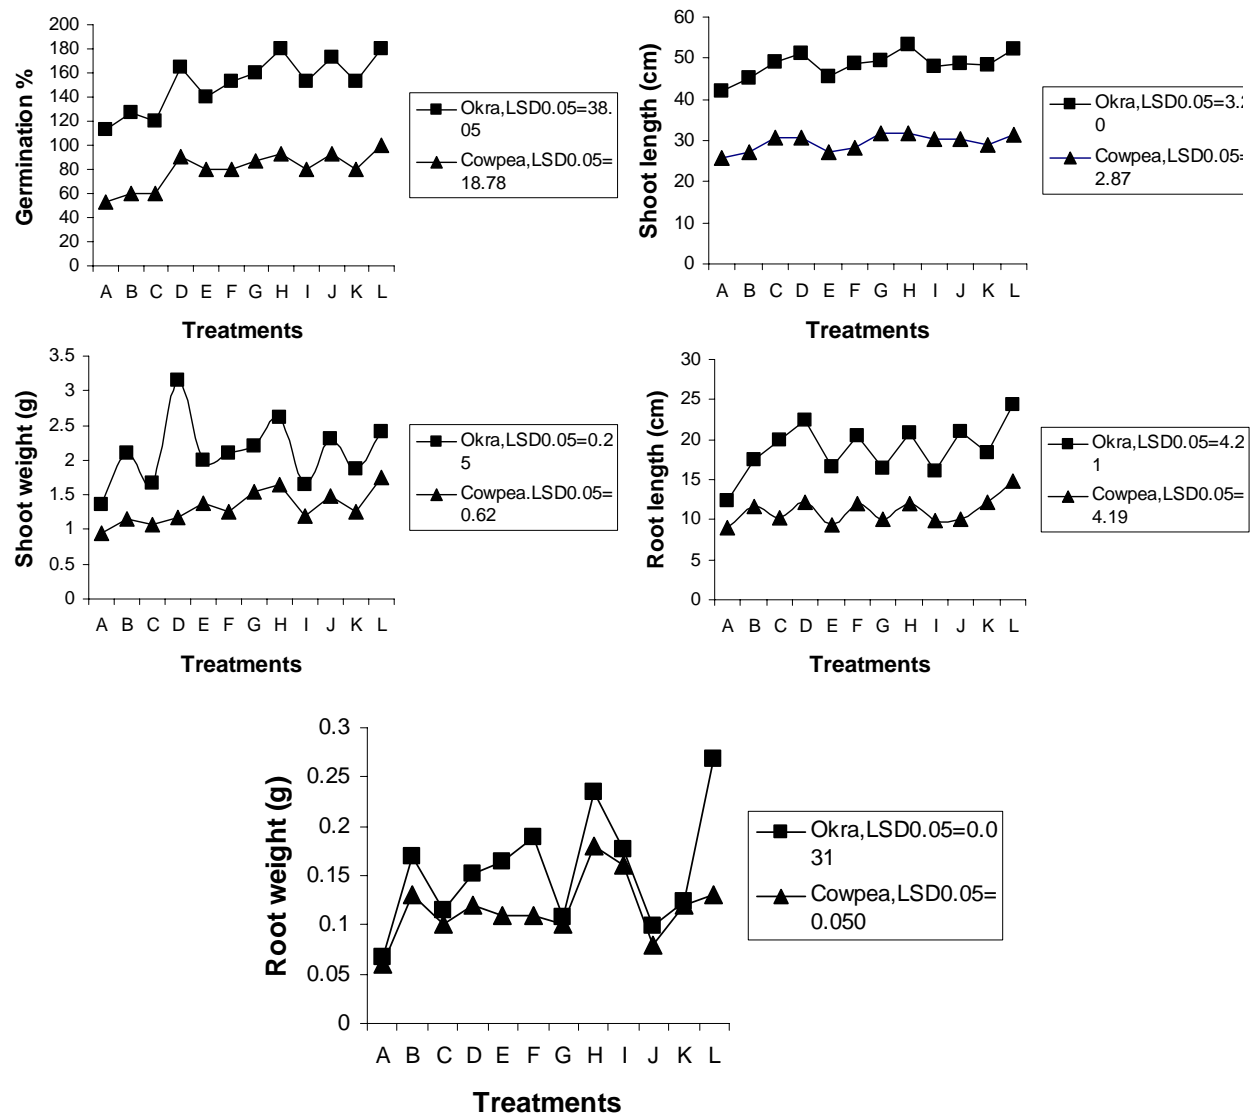 Germination %
200
180
160
140
120
100
80
60
40
20
0
A B C D E F G H I J K L
Treatments
Okra,LSD0.05=38.
05
Cowpea,LSD0.05=
18.78
Shoot length (cm)
60
50
40
30
20
10
0
A B C D E F G H I J K L
Treatments
Okra,LSD0.05=3.2
0
Cowpea,LSD0.05=
2.87
Shoot weight (g)
3.5
3
2.5
2
1.5
1
0.5
0
A B C D E F G H I J K L
Treatments
Okra,LSD0.05=0.2
5
Cowpea.LSD0.05=
0.62
Root length (cm)
30
25
20
15
10
5
0
A B C D E F G H I J K L
Treatments
Okra,LSD0.05=4.2
1
Cowpea,LSD0.05=
4.19
Root weight (g)
0.3
0.25
0.2
0.15
0.1
0.05
0
A B C D E F G H I J K L
Treatments
Okra,LSD0.05=0.0
31
Cowpea,LSD0.05=
0.050